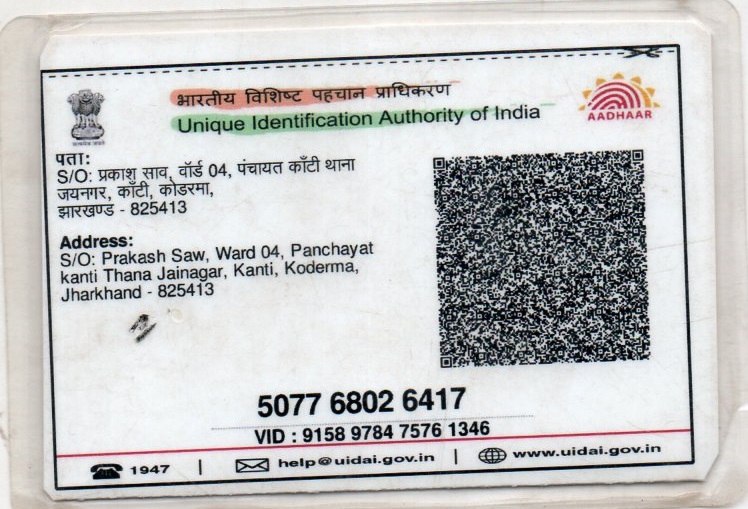 भारतीय विशिष्ट पहचान प्राधिकरण
Unique Identification Authority of India
AADHAAR
पता:
S/O: प्रकाश साव, वॉर्ड 04, पंचायत काँटी थाना
जयनगर, काँटी, कोडरमा,
झारखण्ड - 825413
Address:
S/O: Prakash Saw, Ward 04, Panchayat
kanti Thana Jainagar, Kanti, Koderma,
Jharkhand - 825413
5077 6802 6417
VID : 9158 9784 7576 1346
1947 | help@uidai.gov.in | www.uidai.gov.in